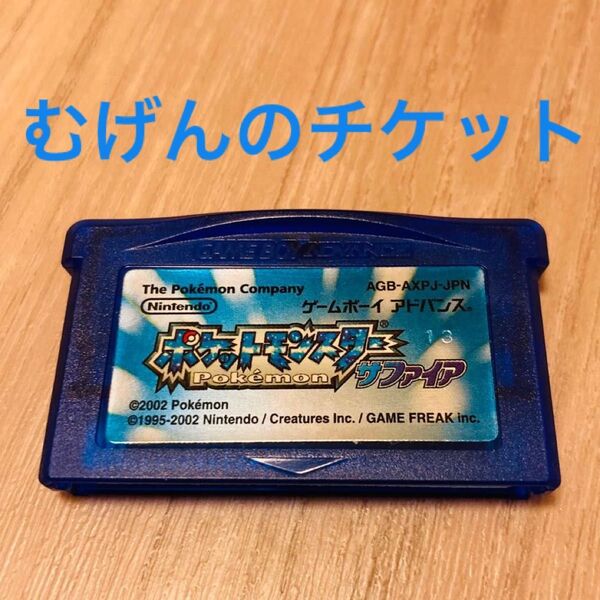 むげんのチケット
GAME BOY ADVANCE
The Pokémon Company
AGB-AXPJ-JPN
Nintendo
ゲームボーイ アドバンス®
ポケットモンスター®
13
Pokémon
サファイア
©2002 Pokémon
©1995-2002 Nintendo / Creatures Inc. / GAME FREAK inc.